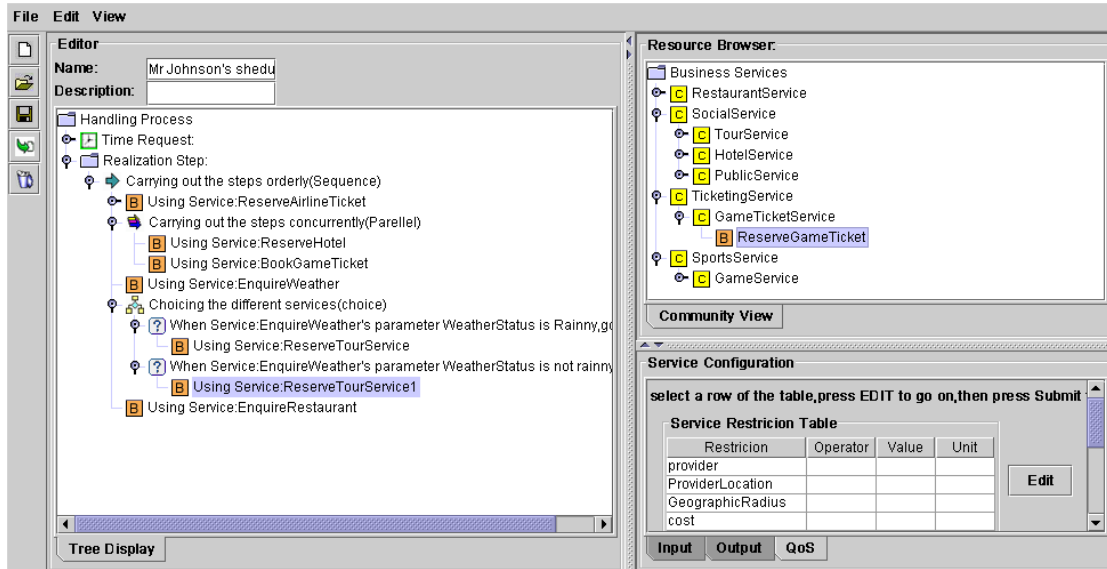 File Edit View
Editor
Name: Mr Johnson's shedu
Description:
Handling Process
Time Request:
Realization Step:
Carrying out the steps orderly(Sequence)
B Using Service:ReserveAirlineTicket
Carrying out the steps concurrently(Parellel)
B Using Service:ReserveHotel
B Using Service:BookGameTicket
B Using Service:EnquireWeather
Choicing the different services(choice)
? When Service:EnquireWeather's parameter WeatherStatus is Rainny,go
B Using Service:ReserveTourService
? When Service:EnquireWeather's parameter WeatherStatus is not rainny
B Using Service:ReserveTourService1
B Using Service:EnquireRestaurant
Tree Display
Resource Browser:
Business Services
C RestaurantService
C SocialService
C TourService
C HotelService
C PublicService
C TicketingService
C GameTicketService
B ReserveGameTicket
C SportsService
C GameService
Community View
Service Configuration
select a row of the table,press EDIT to go on,then press Submit
Service Restricion Table
Restricion Operator Value Unit
provider
ProviderLocation
GeographicRadius
cost
Edit
Input Output QoS